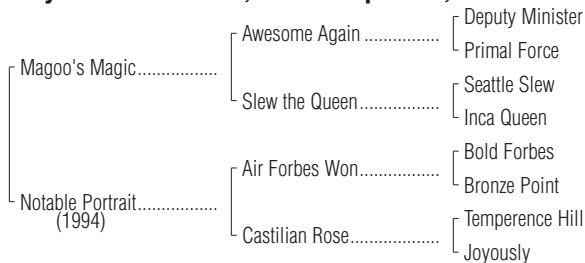 Deputy Minister
Awesome Again ................
Primal Force
Magoo's Magic.................
Seattle Slew
Slew the Queen.................
Inca Queen
Bold Forbes
Air Forbes Won.................
Bronze Point
Notable Portrait.................
(1994)
Temperence Hill
Castilian Rose...................
Joyously